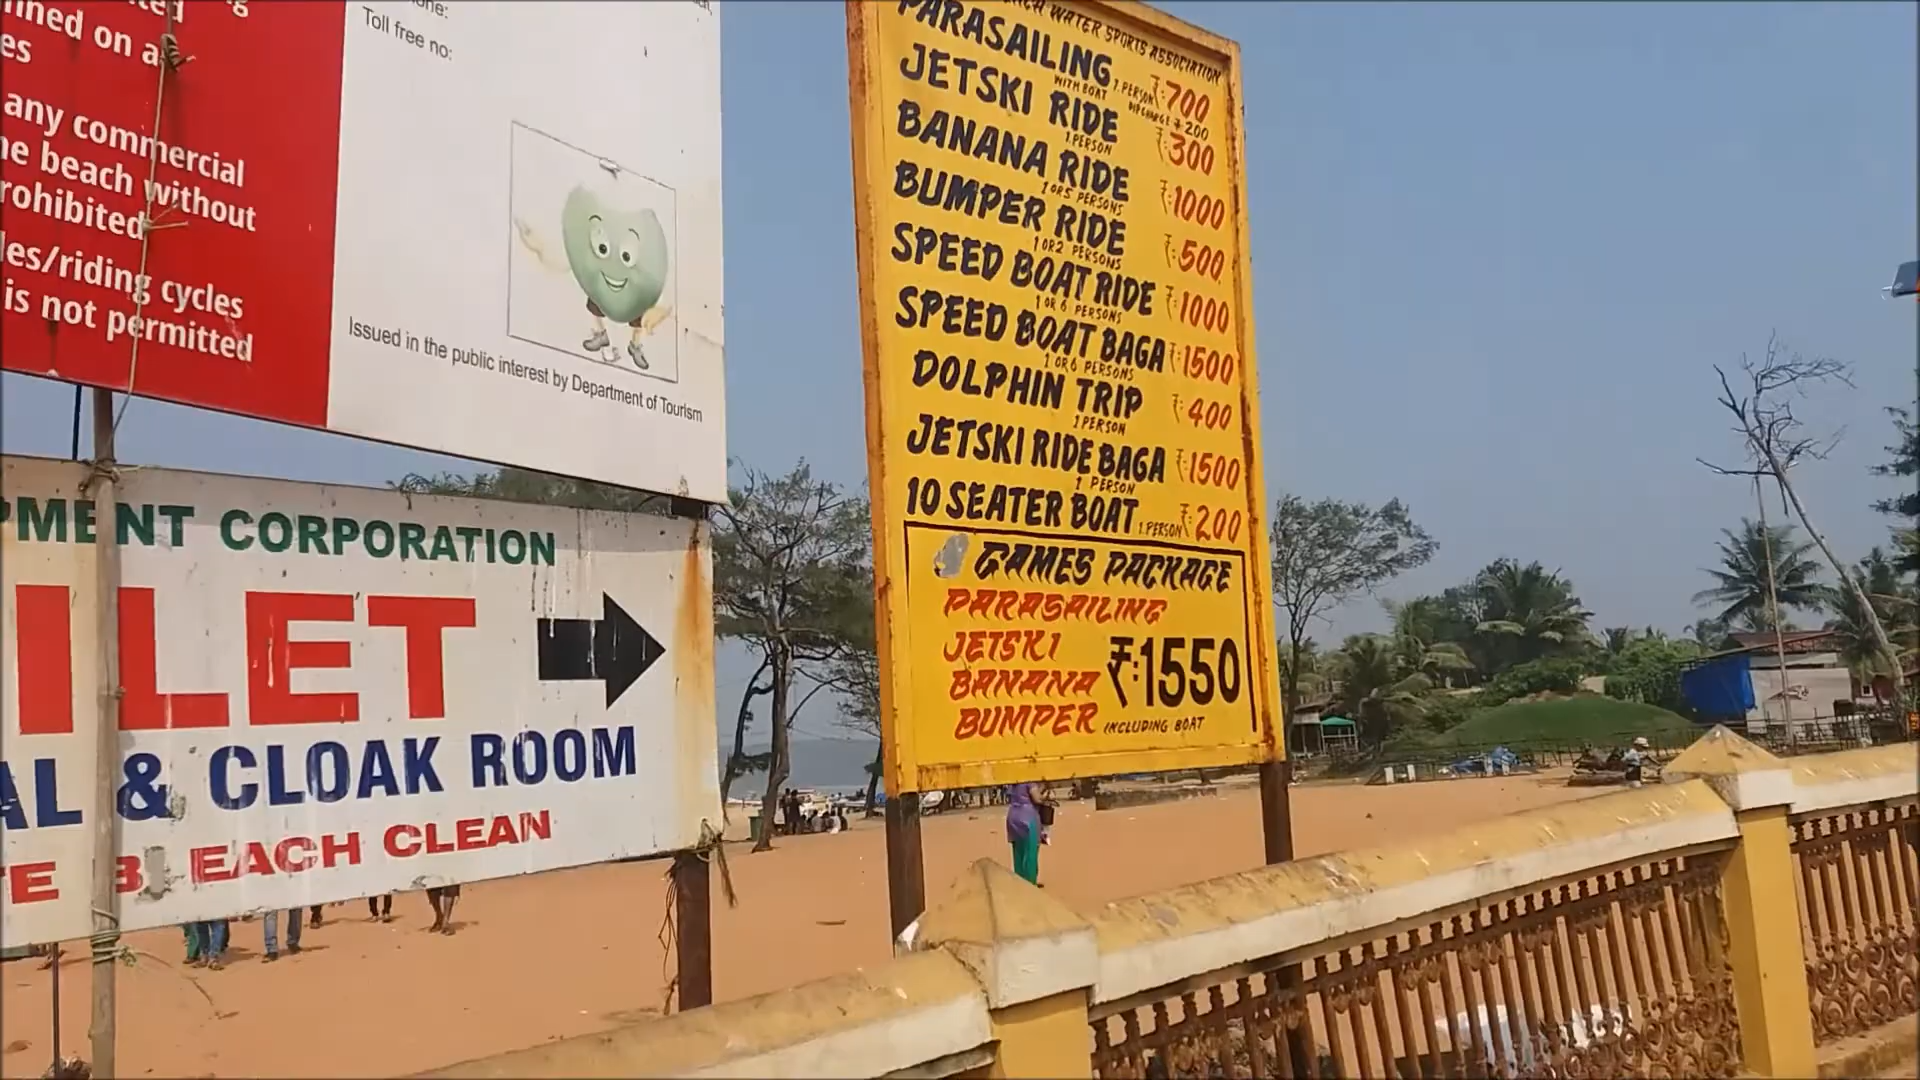 nned on a
es
any commercial
he beach without
rohibited
les/riding cycles
is not permitted
Toll free no:
Issued in the public interest by Department of Tourism
PMENT CORPORATION
ILET
AL & CLOAK ROOM
TE B EACH CLEAN
WATER SPORTS ASSOCIATION
PARASAILING 1 PERSON ₹:700
WITH BOAT DIPCHARGE ₹ 200
JETSKI RIDE ₹:300
1 PERSON
BANANA RIDE ₹:1000
1 OR 5 PERSONS
BUMPER RIDE ₹:500
1 OR 2 PERSONS
SPEED BOAT RIDE ₹:1000
1 OR 6 PERSONS
SPEED BOAT BAGA ₹:1500
1 OR 6 PERSONS
DOLPHIN TRIP ₹:400
1 PERSON
JETSKI RIDE BAGA ₹:1500
1 PERSON
10 SEATER BOAT 1. PERSON ₹:200
GAMES PACKAGE
PARASAILING
JETSKI
BANANA ₹:1550
BUMPER INCLUDING BOAT